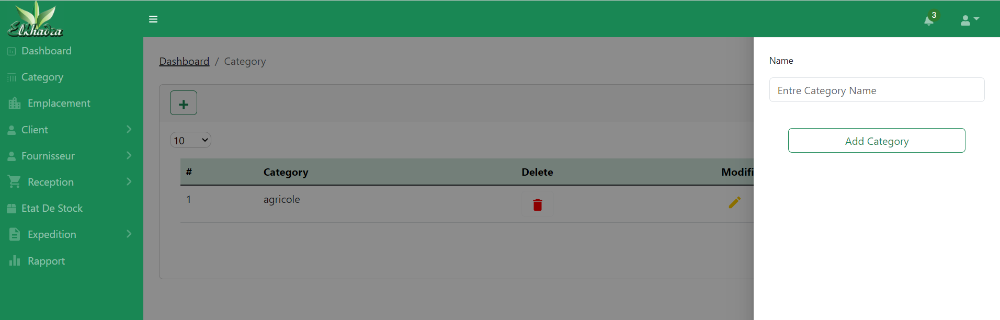 Elkhadra
3
Dashboard
Category
Emplacement
Client
Fournisseur
Reception
Etat De Stock
Expedition
Rapport
Dashboard / Category
+
10
# Category Delete Modifi
1 agricole
Name
Entre Category Name
Add Category